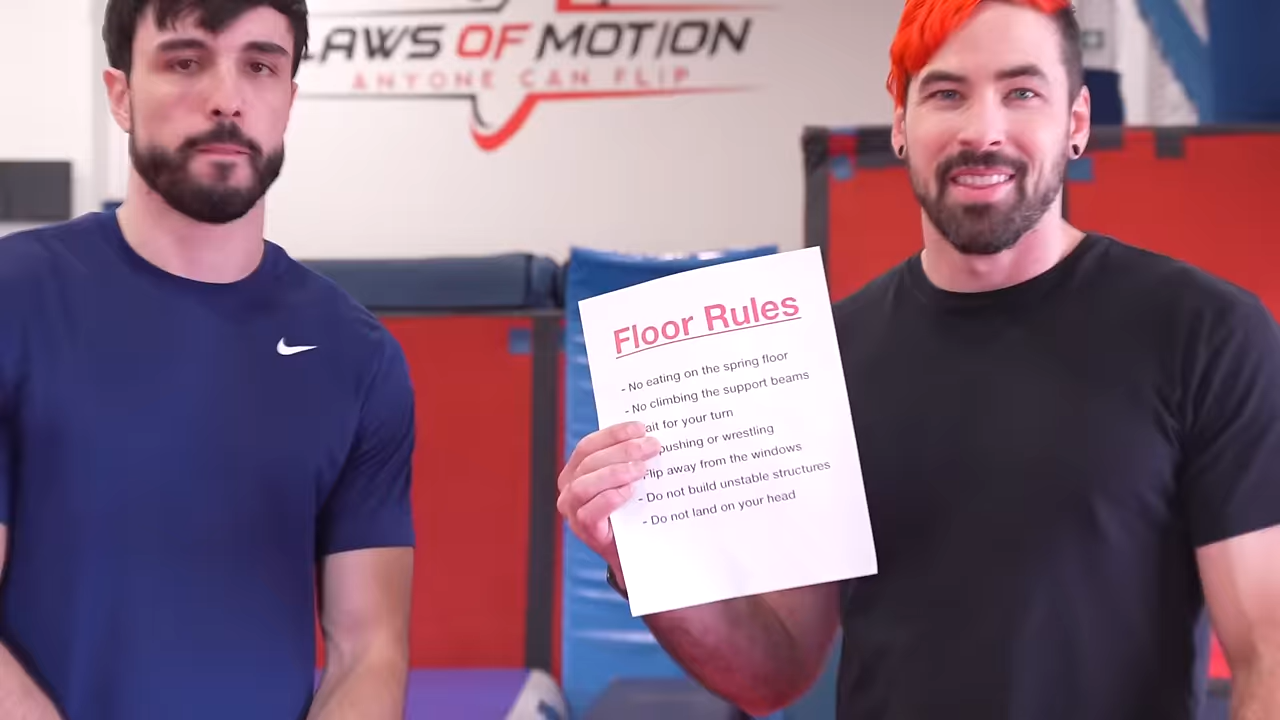 LAWS OF MOTION
ANYONE CAN FLIP
Floor Rules
- No eating on the spring floor
- No climbing the support beams
ait for your turn
pushing or wrestling
Flip away from the windows
- Do not build unstable structures
- Do not land on your head